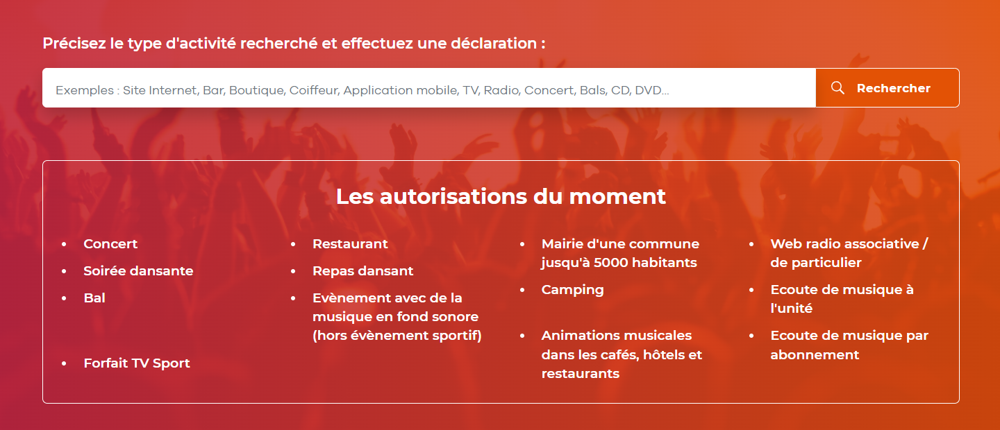 Précisez le type d'activité recherché et effectuez une déclaration :
Exemples : Site Internet, Bar, Boutique, Coiffeur, Application mobile, TV, Radio, Concert, Bals, CD, DVD...
Rechercher
Les autorisations du moment
Concert
Soirée dansante
Bal
Forfait TV Sport
Restaurant
Repas dansant
Evènement avec de la
musique en fond sonore
(hors évènement sportif)
Mairie d'une commune
jusqu'à 5000 habitants
Camping
Animations musicales
dans les cafés, hôtels et
restaurants
Web radio associative /
de particulier
Ecoute de musique à
l'unité
Ecoute de musique par
abonnement